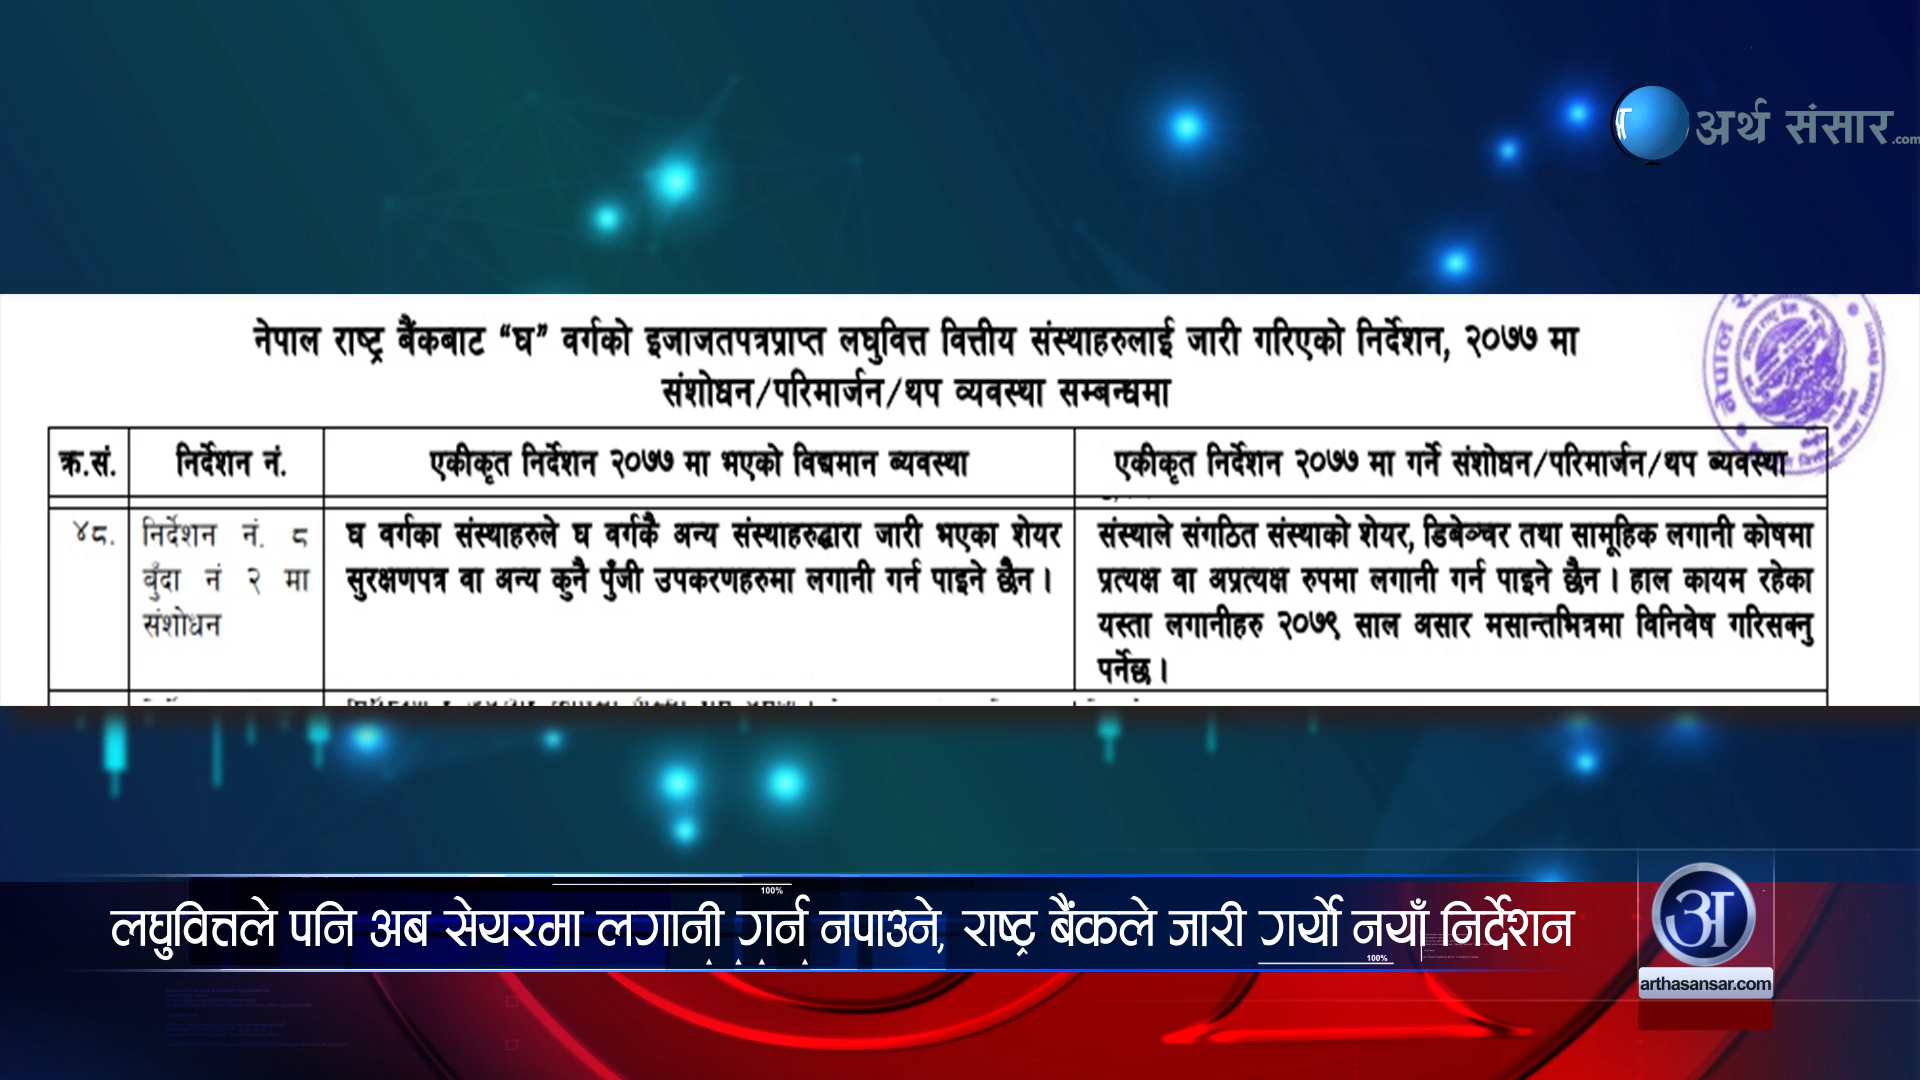 अर्थ संसार.com
नेपाल राष्ट्र बैंकबाट “घ” वर्गको इजाजतपत्रप्राप्त लघुवित्त वित्तीय संस्थाहरुलाई जारी गरिएको निर्देशन, २०७७ मा
संशोधन/परिमार्जन/थप व्यवस्था सम्बन्धमा
क्र.सं.
निर्देशन नं.
एकीकृत निर्देशन २०७७ मा भएको विद्यमान ब्यवस्था
एकीकृत निर्देशन २०७७ मा गर्ने संशोधन/परिमार्जन/थप ब्यवस्था
४८.
निर्देशन नं. ८
बुँदा नं २ मा
संशोधन
घ वर्गका संस्थाहरुले घ वर्गकै अन्य संस्थाहरुद्धारा जारी भएका शेयर
सुरक्षणपत्र वा अन्य कुनै पुँजी उपकरणहरुमा लगानी गर्न पाइने छैन ।
संस्थाले संगठित संस्थाको शेयर, डिबेञ्चर तथा सामूहिक लगानी कोषमा
प्रत्यक्ष वा अप्रत्यक्ष रुपमा लगानी गर्न पाइने छैन । हाल कायम रहेका
यस्ता लगानीहरु २०७९ साल असार मसान्तभित्रमा विनिवेष गरिसक्नु
पर्नेछ ।
100%
लघुवित्तले पनि अब सेयरमा लगानी गर्न नपाउने, राष्ट्र बैंकले जारी गर्यो नयाँ निर्देशन
100%
अ
arthasansar.com